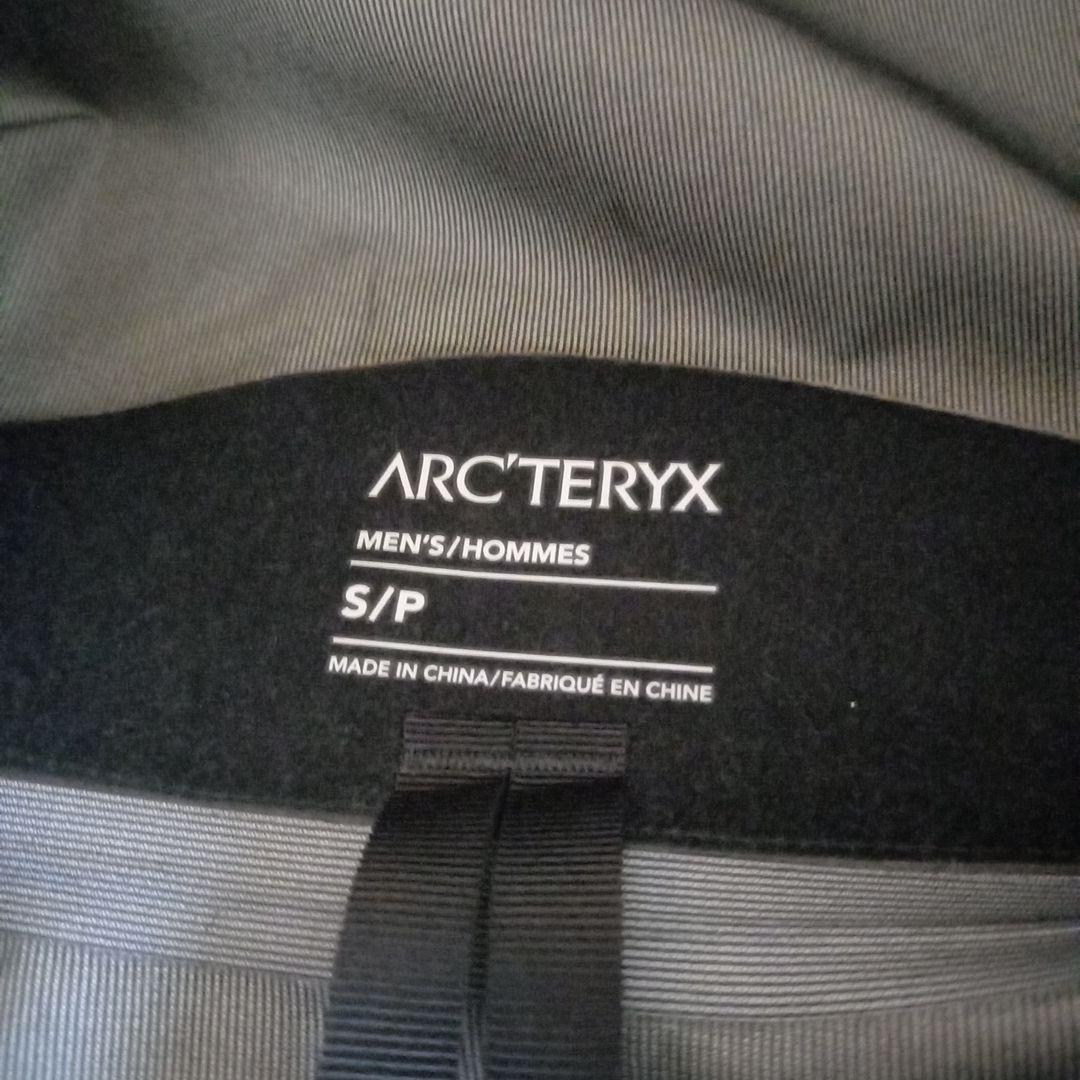 ARC'TERYX
MEN'S/HOMMES
S/P
MADE IN CHINA/FABRIQUÉ EN CHINE